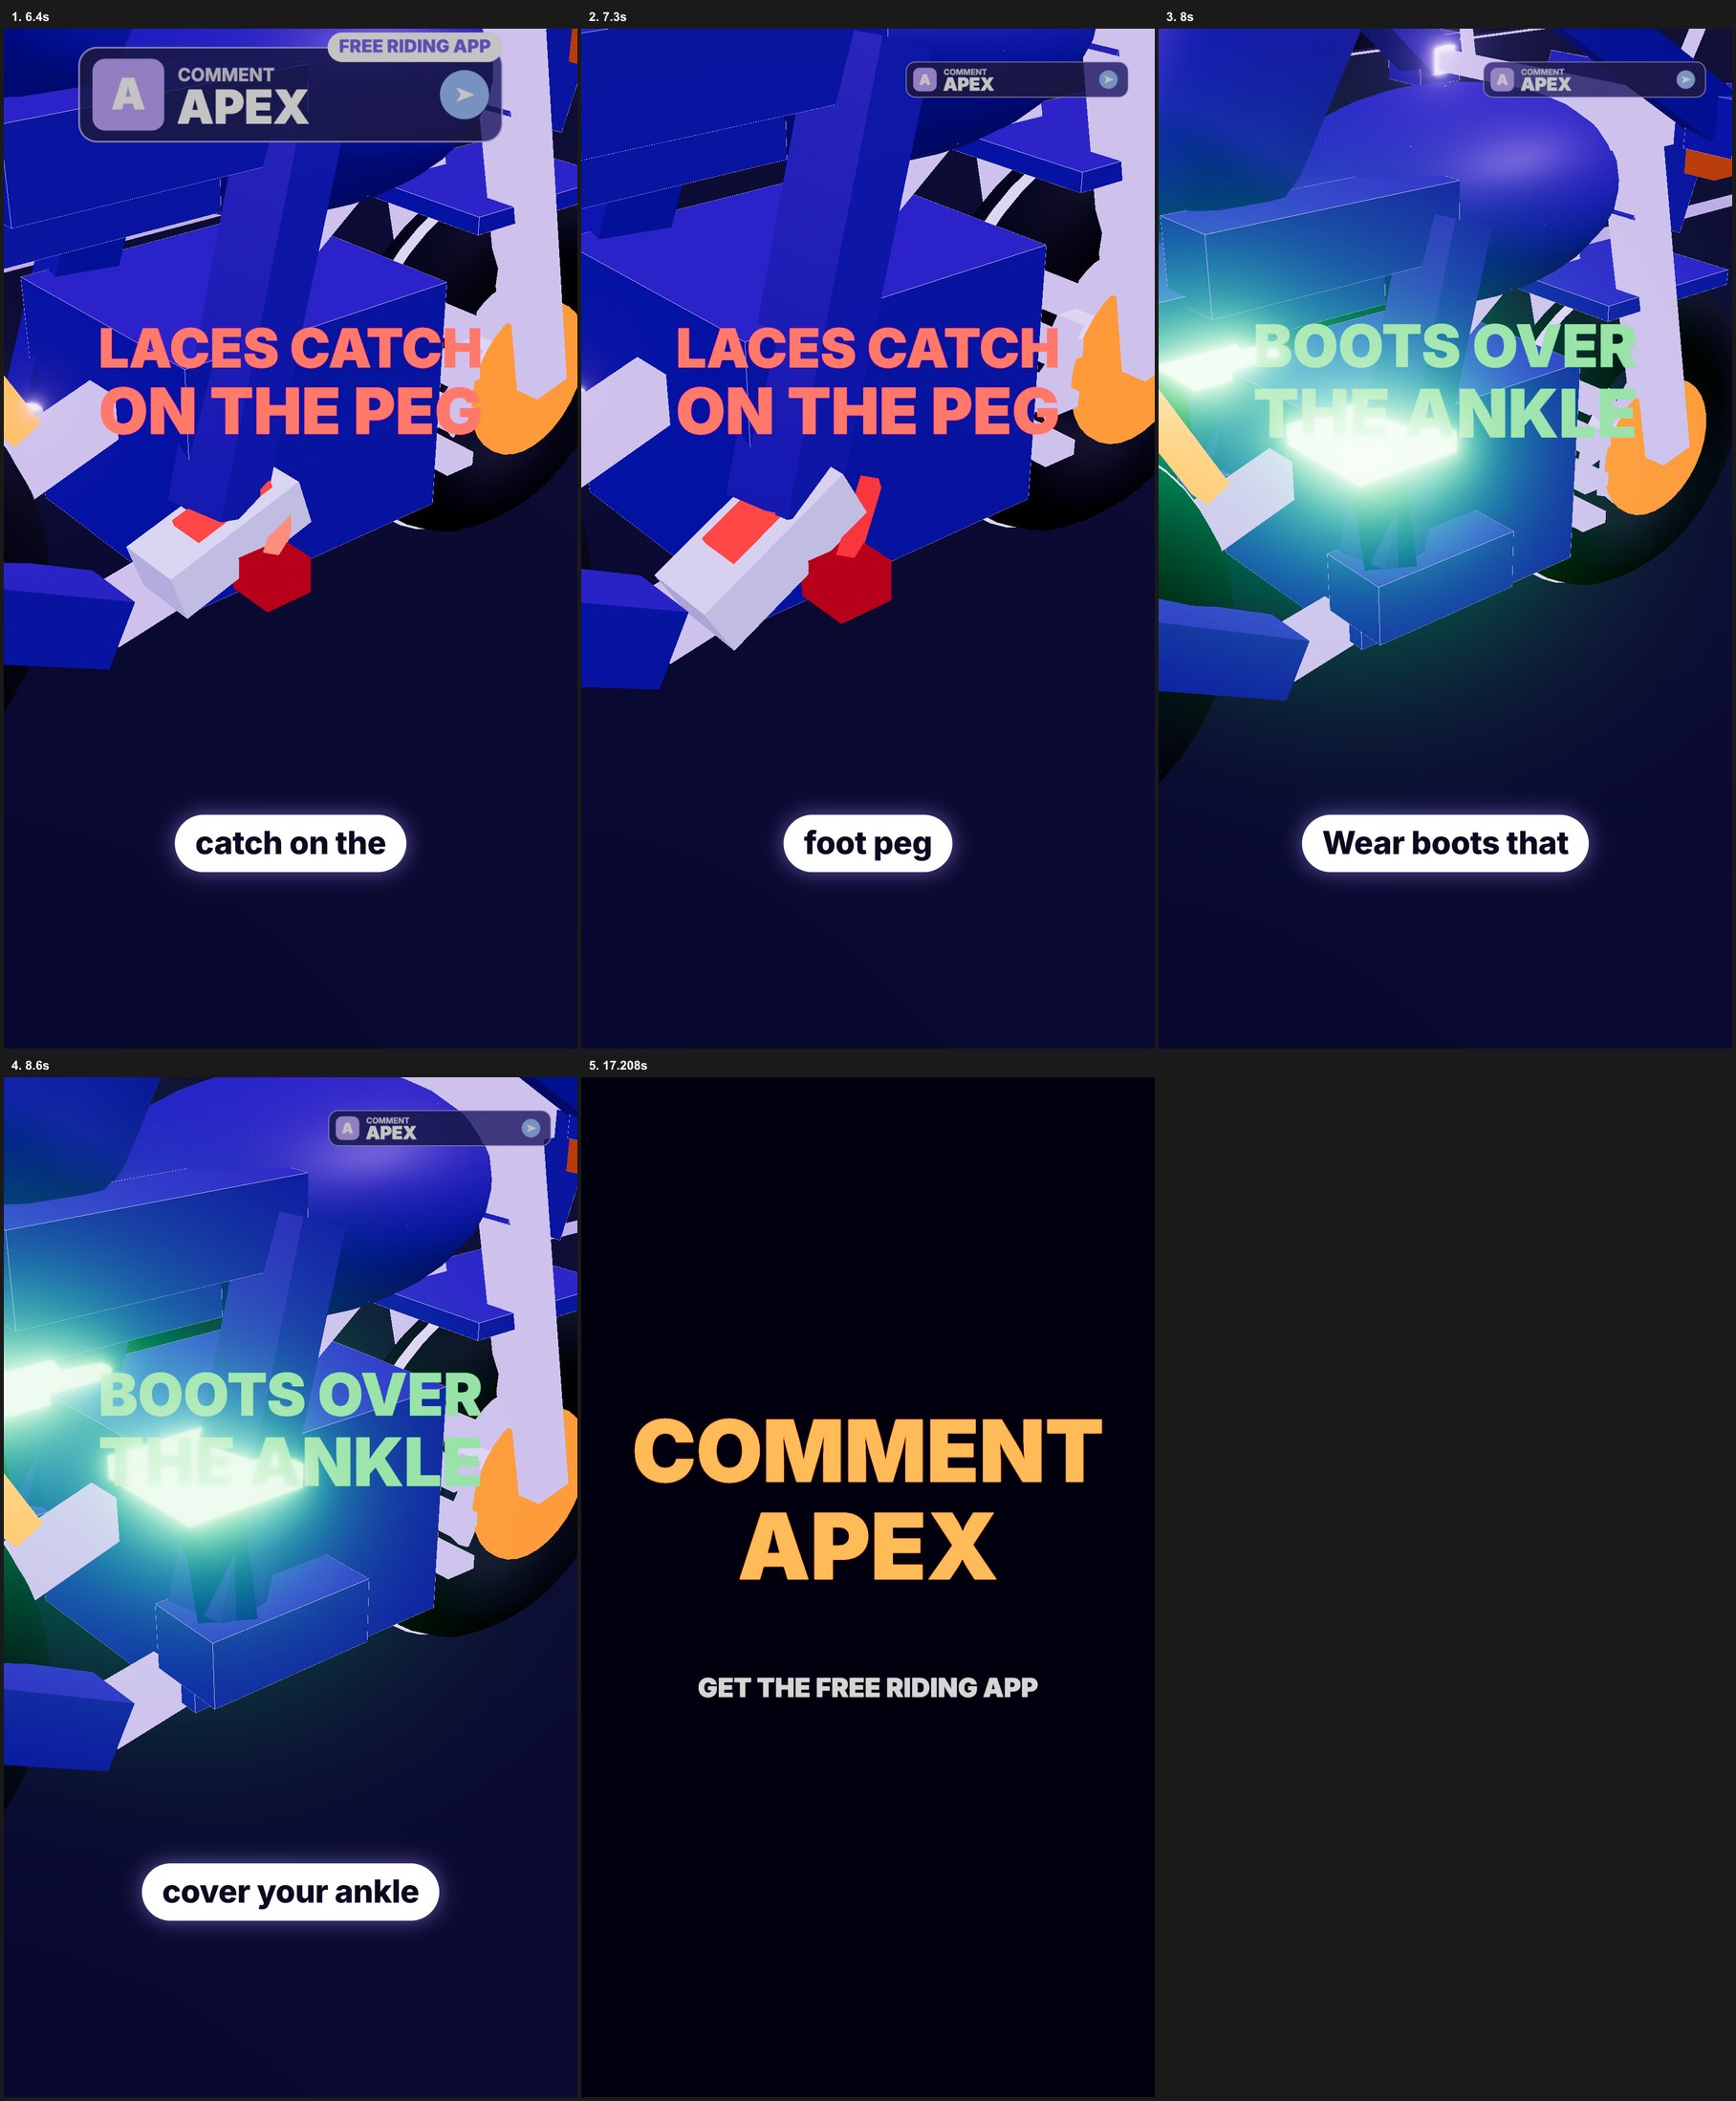 1. 6.4s
FREE RIDING APP
A
COMMENT
APEX
LACES CATCH
ON THE PEG
catch on the
2. 7.3s
A
COMMENT
APEX
LACES CATCH
ON THE PEG
foot peg
3. 8s
A
COMMENT
APEX
BOOTS OVER
THE ANKLE
Wear boots that
4. 8.6s
A
COMMENT
APEX
BOOTS OVER
THE ANKLE
cover your ankle
5. 17.208s
COMMENT
APEX
GET THE FREE RIDING APP